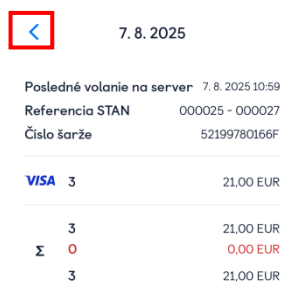 7. 8. 2025
Posledné volanie na server 7. 8. 2025 10:59
Referencia STAN 000025 - 000027
Číslo šarže 52199780166F
VISA 3 21,00 EUR
3 21,00 EUR
Σ 0 0,00 EUR
3 21,00 EUR